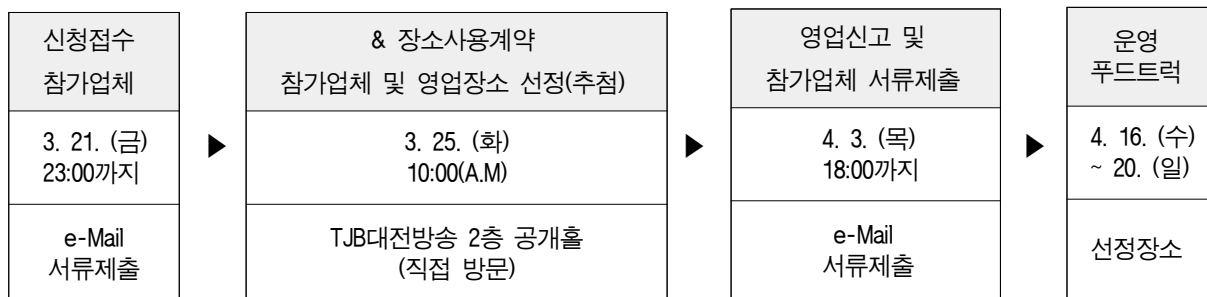 신청접수
참가업체
3. 21. (금)
23:00까지
e-Mail
서류제출
▶
& 장소사용계약
참가업체 및 영업장소 선정(추첨)
3. 25. (화)
10:00(A.M)
TJB대전방송 2층 공개홀
(직접 방문)
▶
영업신고 및
참가업체 서류제출
4. 3. (목)
18:00까지
e-Mail
서류제출
▶
운영
푸드트럭
4. 16. (수)
~ 20. (일)
선정장소